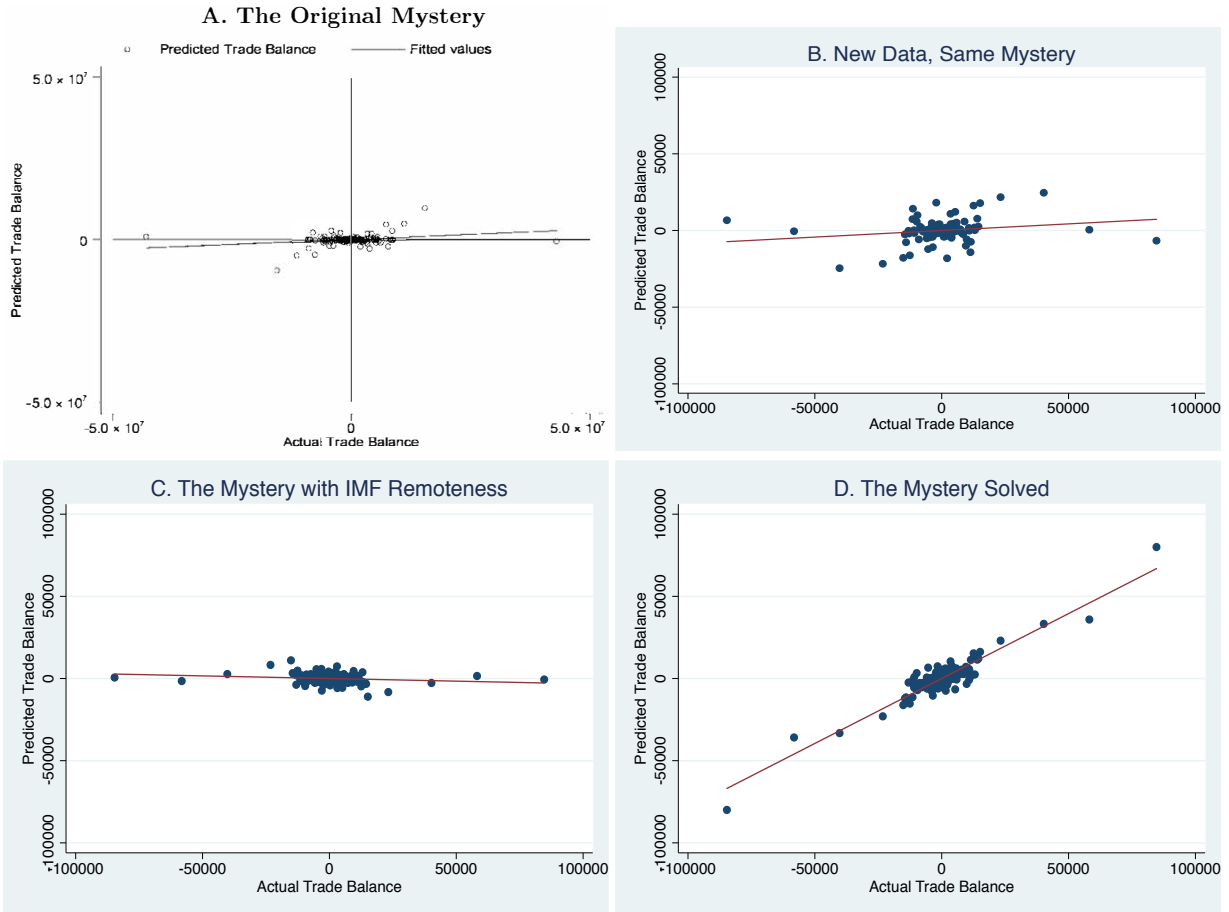 A. The Original Mystery
Predicted Trade Balance
Fitted values
Predicted Trade Balance
5.0 × 10⁷
0
-5.0 × 10⁷
-5.0 × 10⁷
0
5.0 × 10⁷
Actual Trade Balance
B. New Data, Same Mystery
Predicted Trade Balance
100000
50000
0
-50000
-100000
-100000
-50000
0
50000
100000
Actual Trade Balance
C. The Mystery with IMF Remoteness
Predicted Trade Balance
100000
50000
0
-50000
-100000
-100000
-50000
0
50000
100000
Actual Trade Balance
D. The Mystery Solved
Predicted Trade Balance
100000
50000
0
-50000
-100000
-100000
-50000
0
50000
100000
Actual Trade Balance